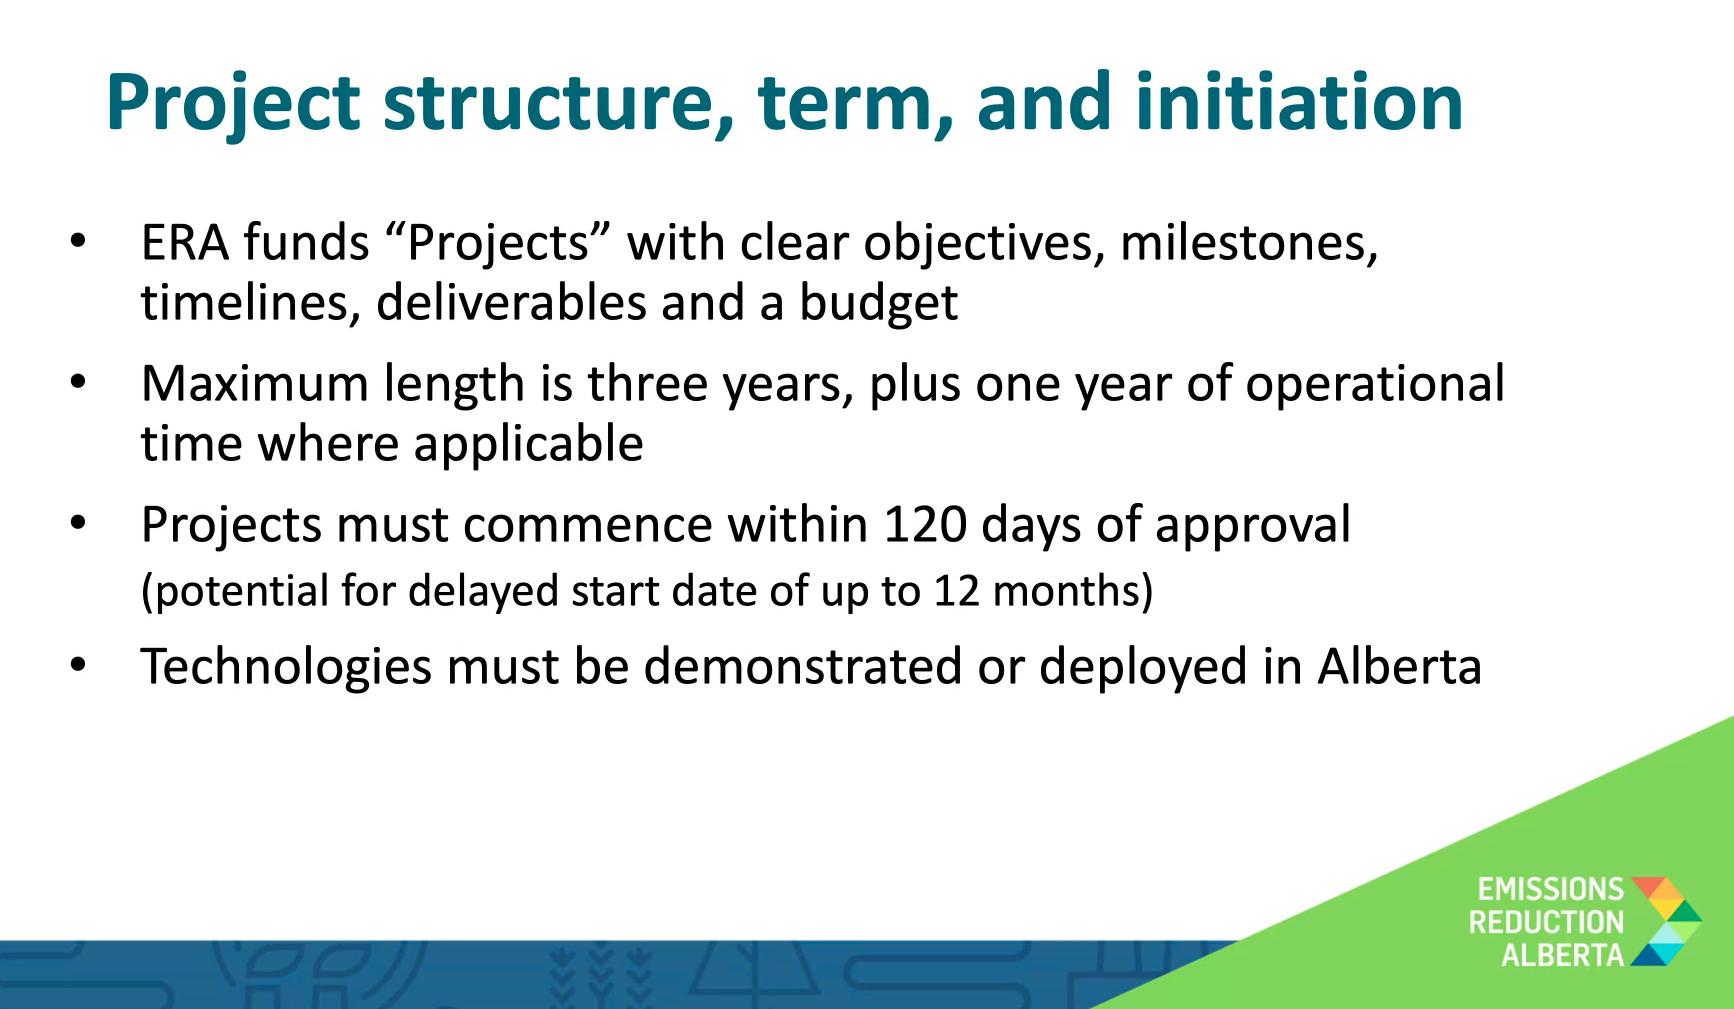 Project structure, term, and initiation
• ERA funds “Projects” with clear objectives, milestones,
timelines, deliverables and a budget
• Maximum length is three years, plus one year of operational
time where applicable
• Projects must commence within 120 days of approval
(potential for delayed start date of up to 12 months)
• Technologies must be demonstrated or deployed in Alberta
EMISSIONS
REDUCTION
ALBERTA